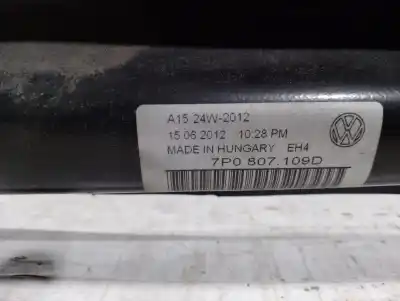 A15 24W-2012
15.06.2012 10:28 PM
MADE IN HUNGARY EH4
7P0 807.109D